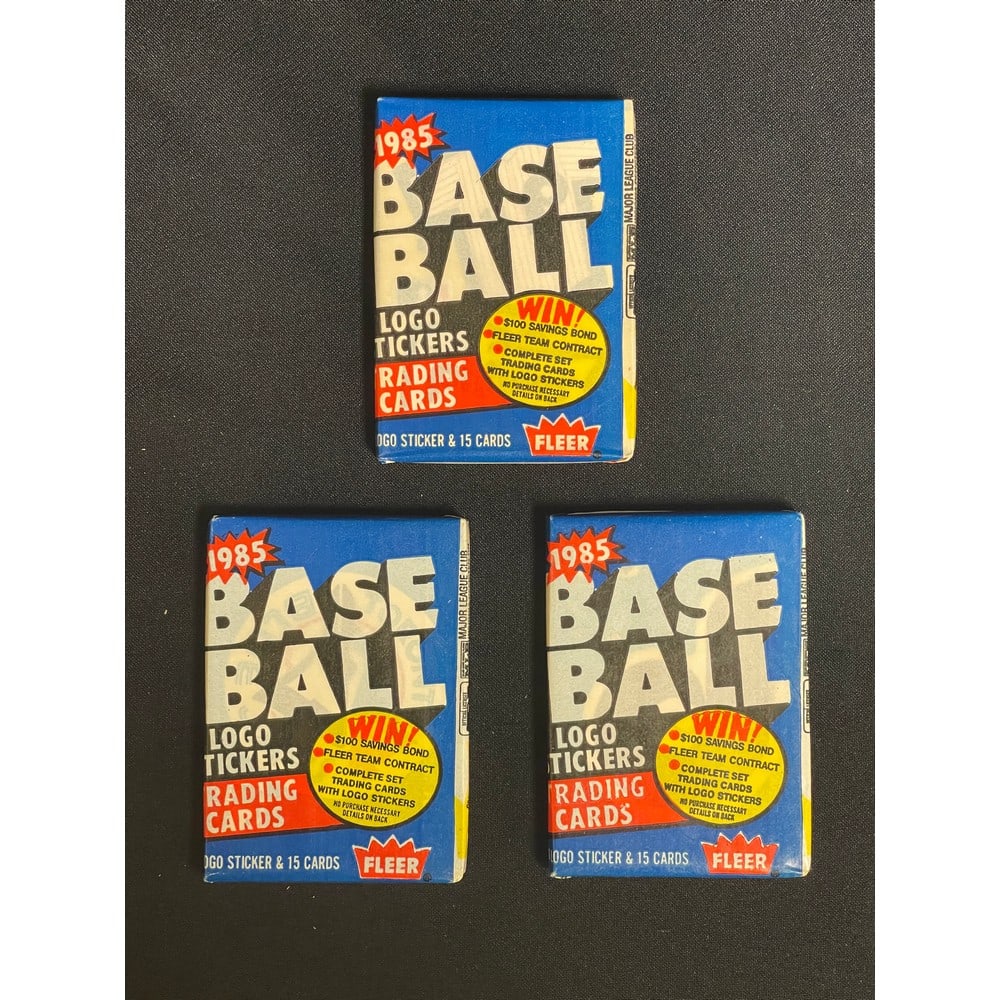 1985
BASE
BALL
LOGO
TICKERS
RADING
CARDS
WIN!
$100 SAVINGS BOND
FLEER TEAM CONTRACT
COMPLETE SET
TRADING CARDS
WITH LOGO STICKERS
NO PURCHASE NECESSARY
DETAILS ON BACK
OGO STICKER & 15 CARDS
FLEER
MAJOR LEAGUE CLUB
1985
BASE
BALL
LOGO
TICKERS
RADING
CARDS
WIN!
$100 SAVINGS BOND
FLEER TEAM CONTRACT
COMPLETE SET
TRADING CARDS
WITH LOGO STICKERS
NO PURCHASE NECESSARY
DETAILS ON BACK
OGO STICKER & 15 CARDS
FLEER
MAJOR LEAGUE CLUB
1985
BASE
BALL
LOGO
TICKERS
RADING
CARDS
WIN!
$100 SAVINGS BOND
FLEER TEAM CONTRACT
COMPLETE SET
TRADING CARDS
WITH LOGO STICKERS
NO PURCHASE NECESSARY
DETAILS ON BACK
OGO STICKER & 15 CARDS
FLEER
MAJOR LEAGUE CLUB